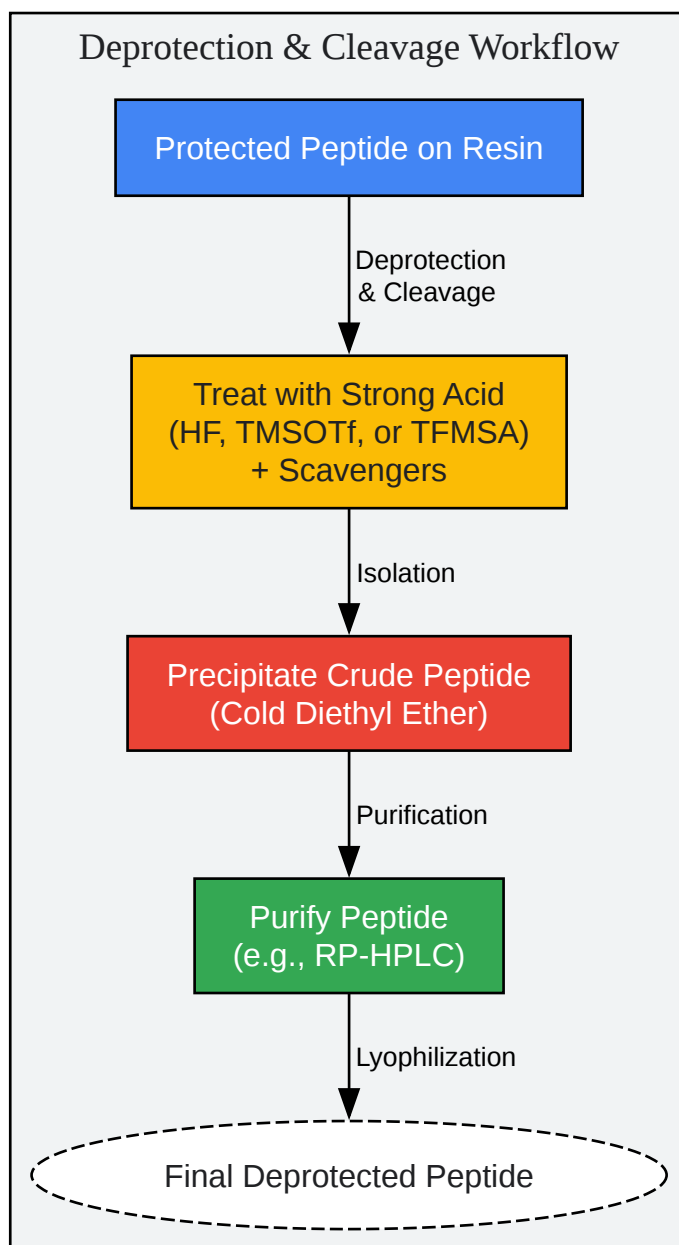 Deprotection & Cleavage Workflow
Protected Peptide on Resin
Deprotection
& Cleavage
Treat with Strong Acid
(HF, TMSOTf, or TFMSA)
+ Scavengers
Isolation
Precipitate Crude Peptide
(Cold Diethyl Ether)
Purification
Purify Peptide
(e.g., RP-HPLC)
Lyophilization
Final Deprotected Peptide